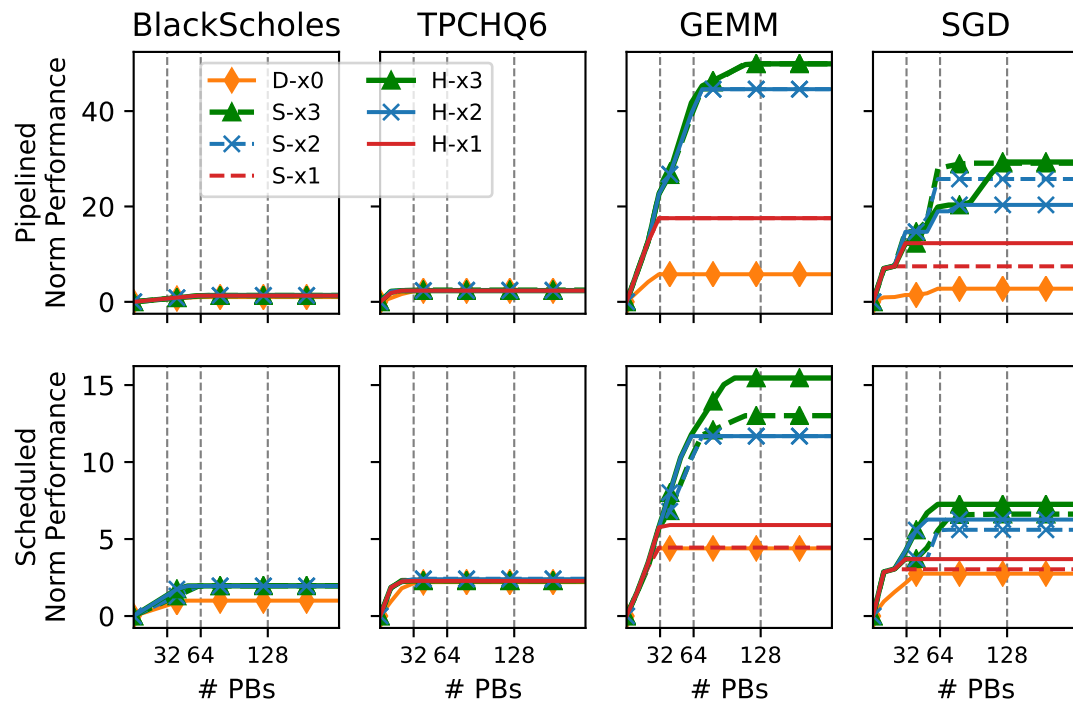 BlackScholes TPCHQ6 GEMM SGD
Pipelined
Norm Performance
40
20
0
D-x0 H-x3
S-x3 H-x2
S-x2 H-x1
S-x1
Scheduled
Norm Performance
15
10
5
0
32 64 128 32 64 128 32 64 128 32 64 128
# PBs # PBs # PBs # PBs